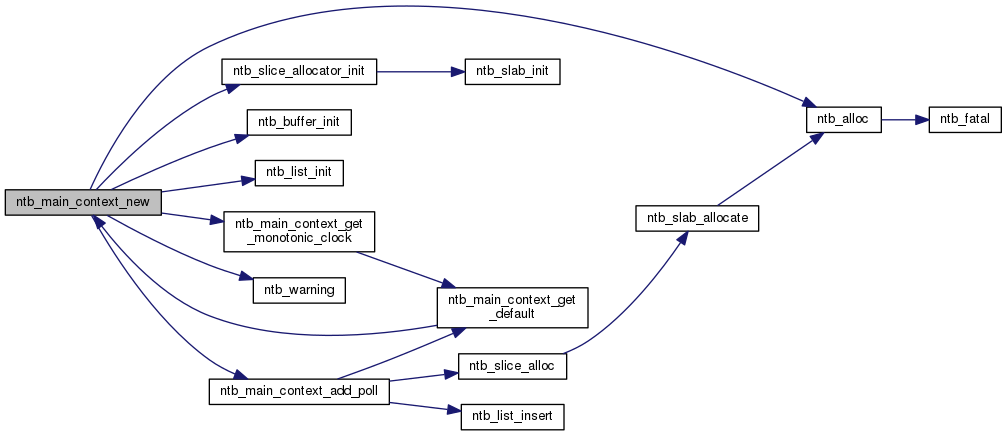 ntb_slice_allocator_init
ntb_slab_init
ntb_alloc
ntb_fatal
ntb_buffer_init
ntb_list_init
ntb_main_context_new
ntb_main_context_get
_monotonic_clock
ntb_slab_allocate
ntb_warning
ntb_main_context_get
_default
ntb_slice_alloc
ntb_main_context_add_poll
ntb_list_insert